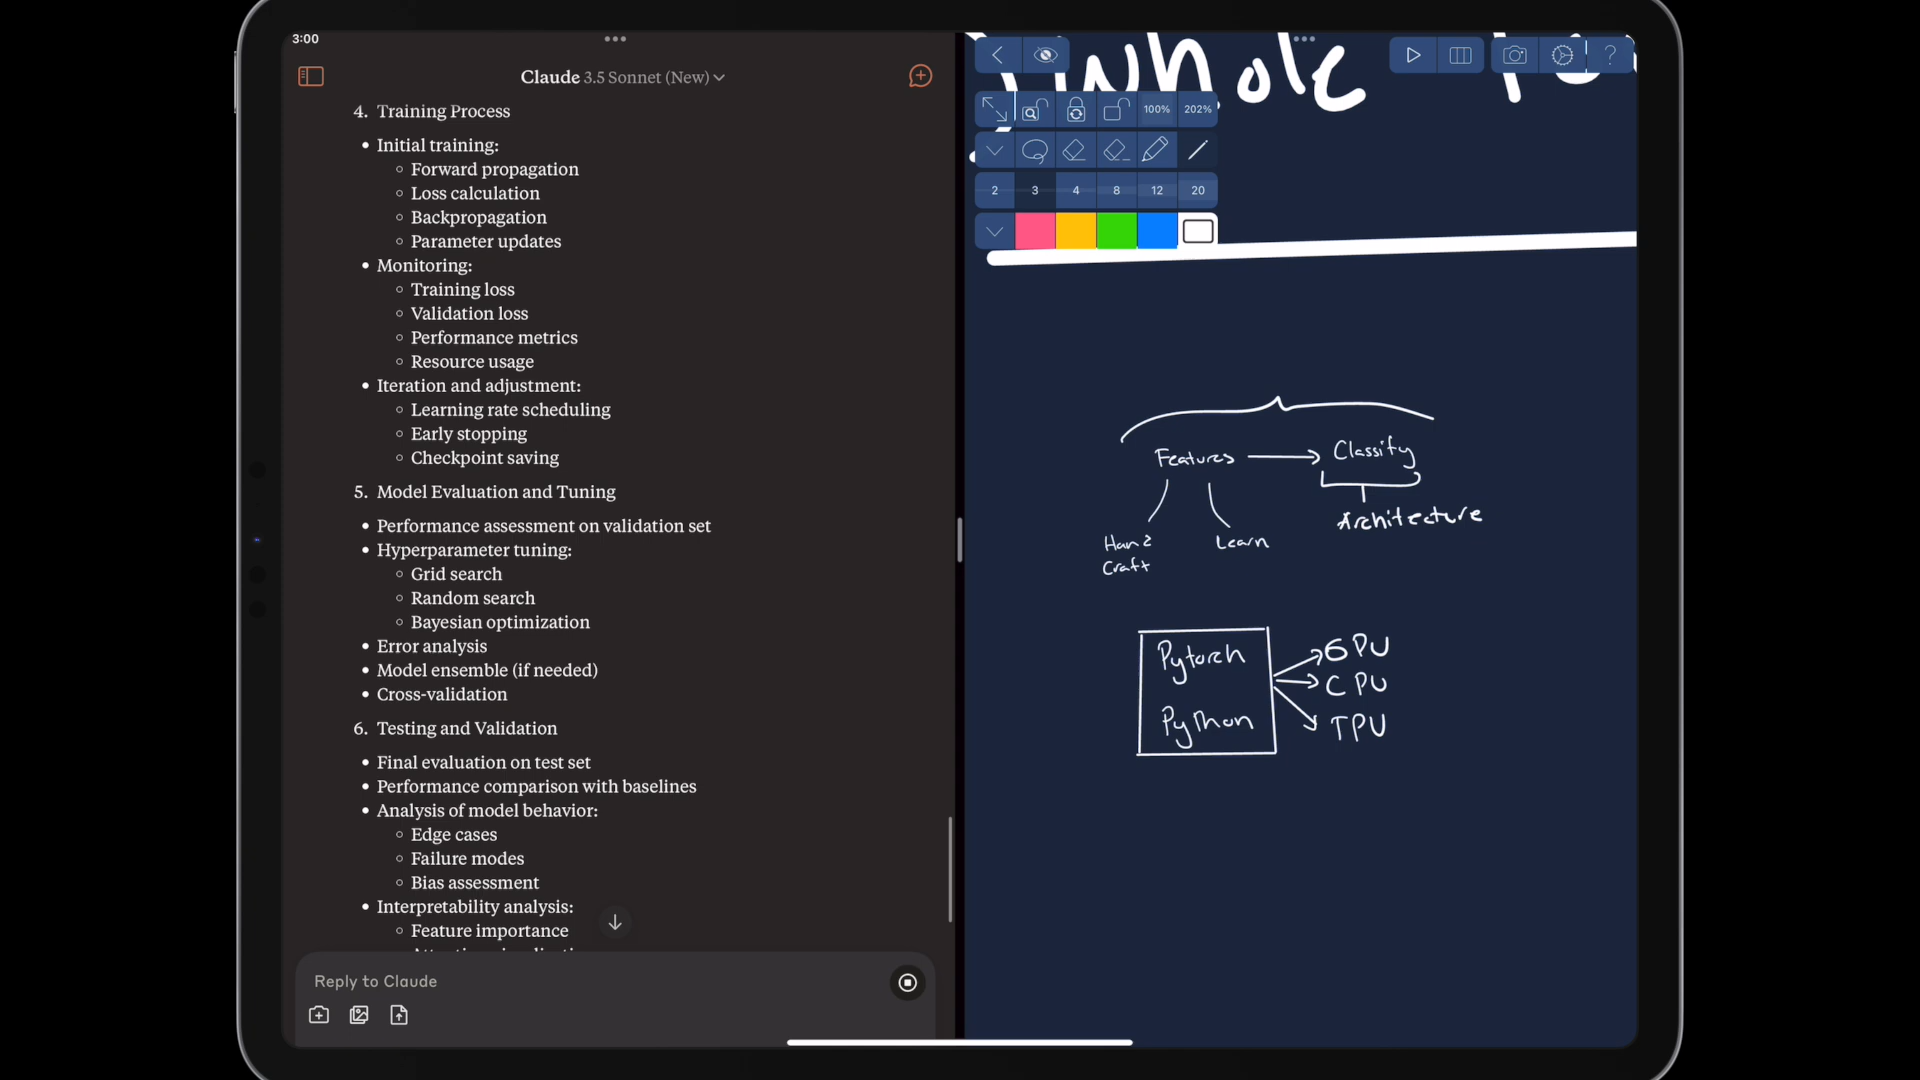 3:00
Claude 3.5 Sonnet (New)
4. Training Process
• Initial training:
○ Forward propagation
○ Loss calculation
○ Backpropagation
○ Parameter updates
• Monitoring:
○ Training loss
○ Validation loss
○ Performance metrics
○ Resource usage
• Iteration and adjustment:
○ Learning rate scheduling
○ Early stopping
○ Checkpoint saving
5. Model Evaluation and Tuning
• Performance assessment on validation set
• Hyperparameter tuning:
○ Grid search
○ Random search
○ Bayesian optimization
• Error analysis
• Model ensemble (if needed)
• Cross-validation
6. Testing and Validation
• Final evaluation on test set
• Performance comparison with baselines
• Analysis of model behavior:
○ Edge cases
○ Failure modes
○ Bias assessment
• Interpretability analysis:
○ Feature importance
Reply to Claude
?
100% 202%
2 3 4 8 12 20
Features → Classify
Architecture
Hand Learn
Craft
Pytorch
Python
GPU
CPU
TPU